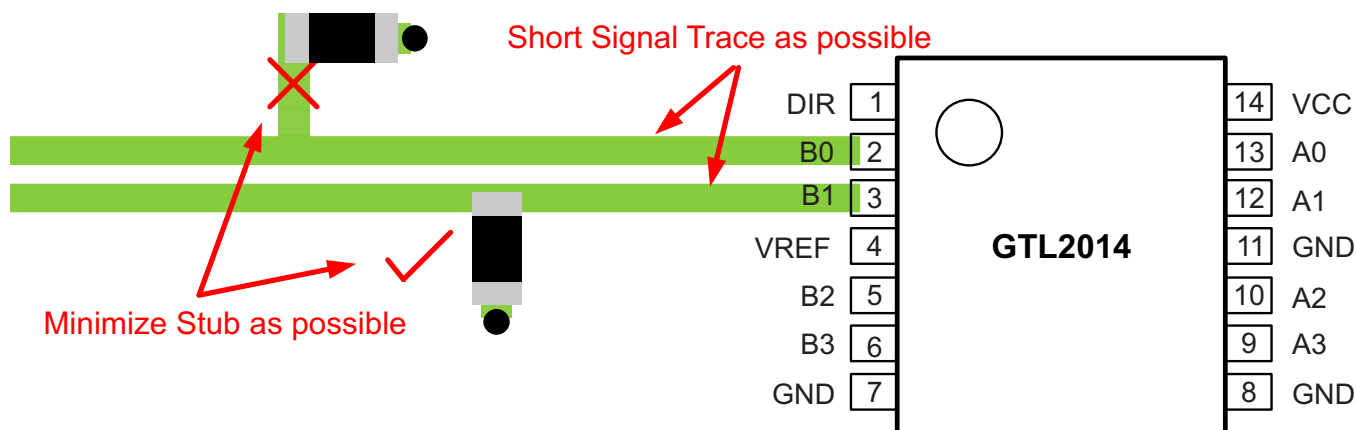 Short Signal Trace as possible
DIR 1 14 VCC
B0 2 13 A0
B1 3 12 A1
VREF 4 GTL2014 11 GND
B2 5 10 A2
Minimize Stub as possible
B3 6 9 A3
GND 7 8 GND